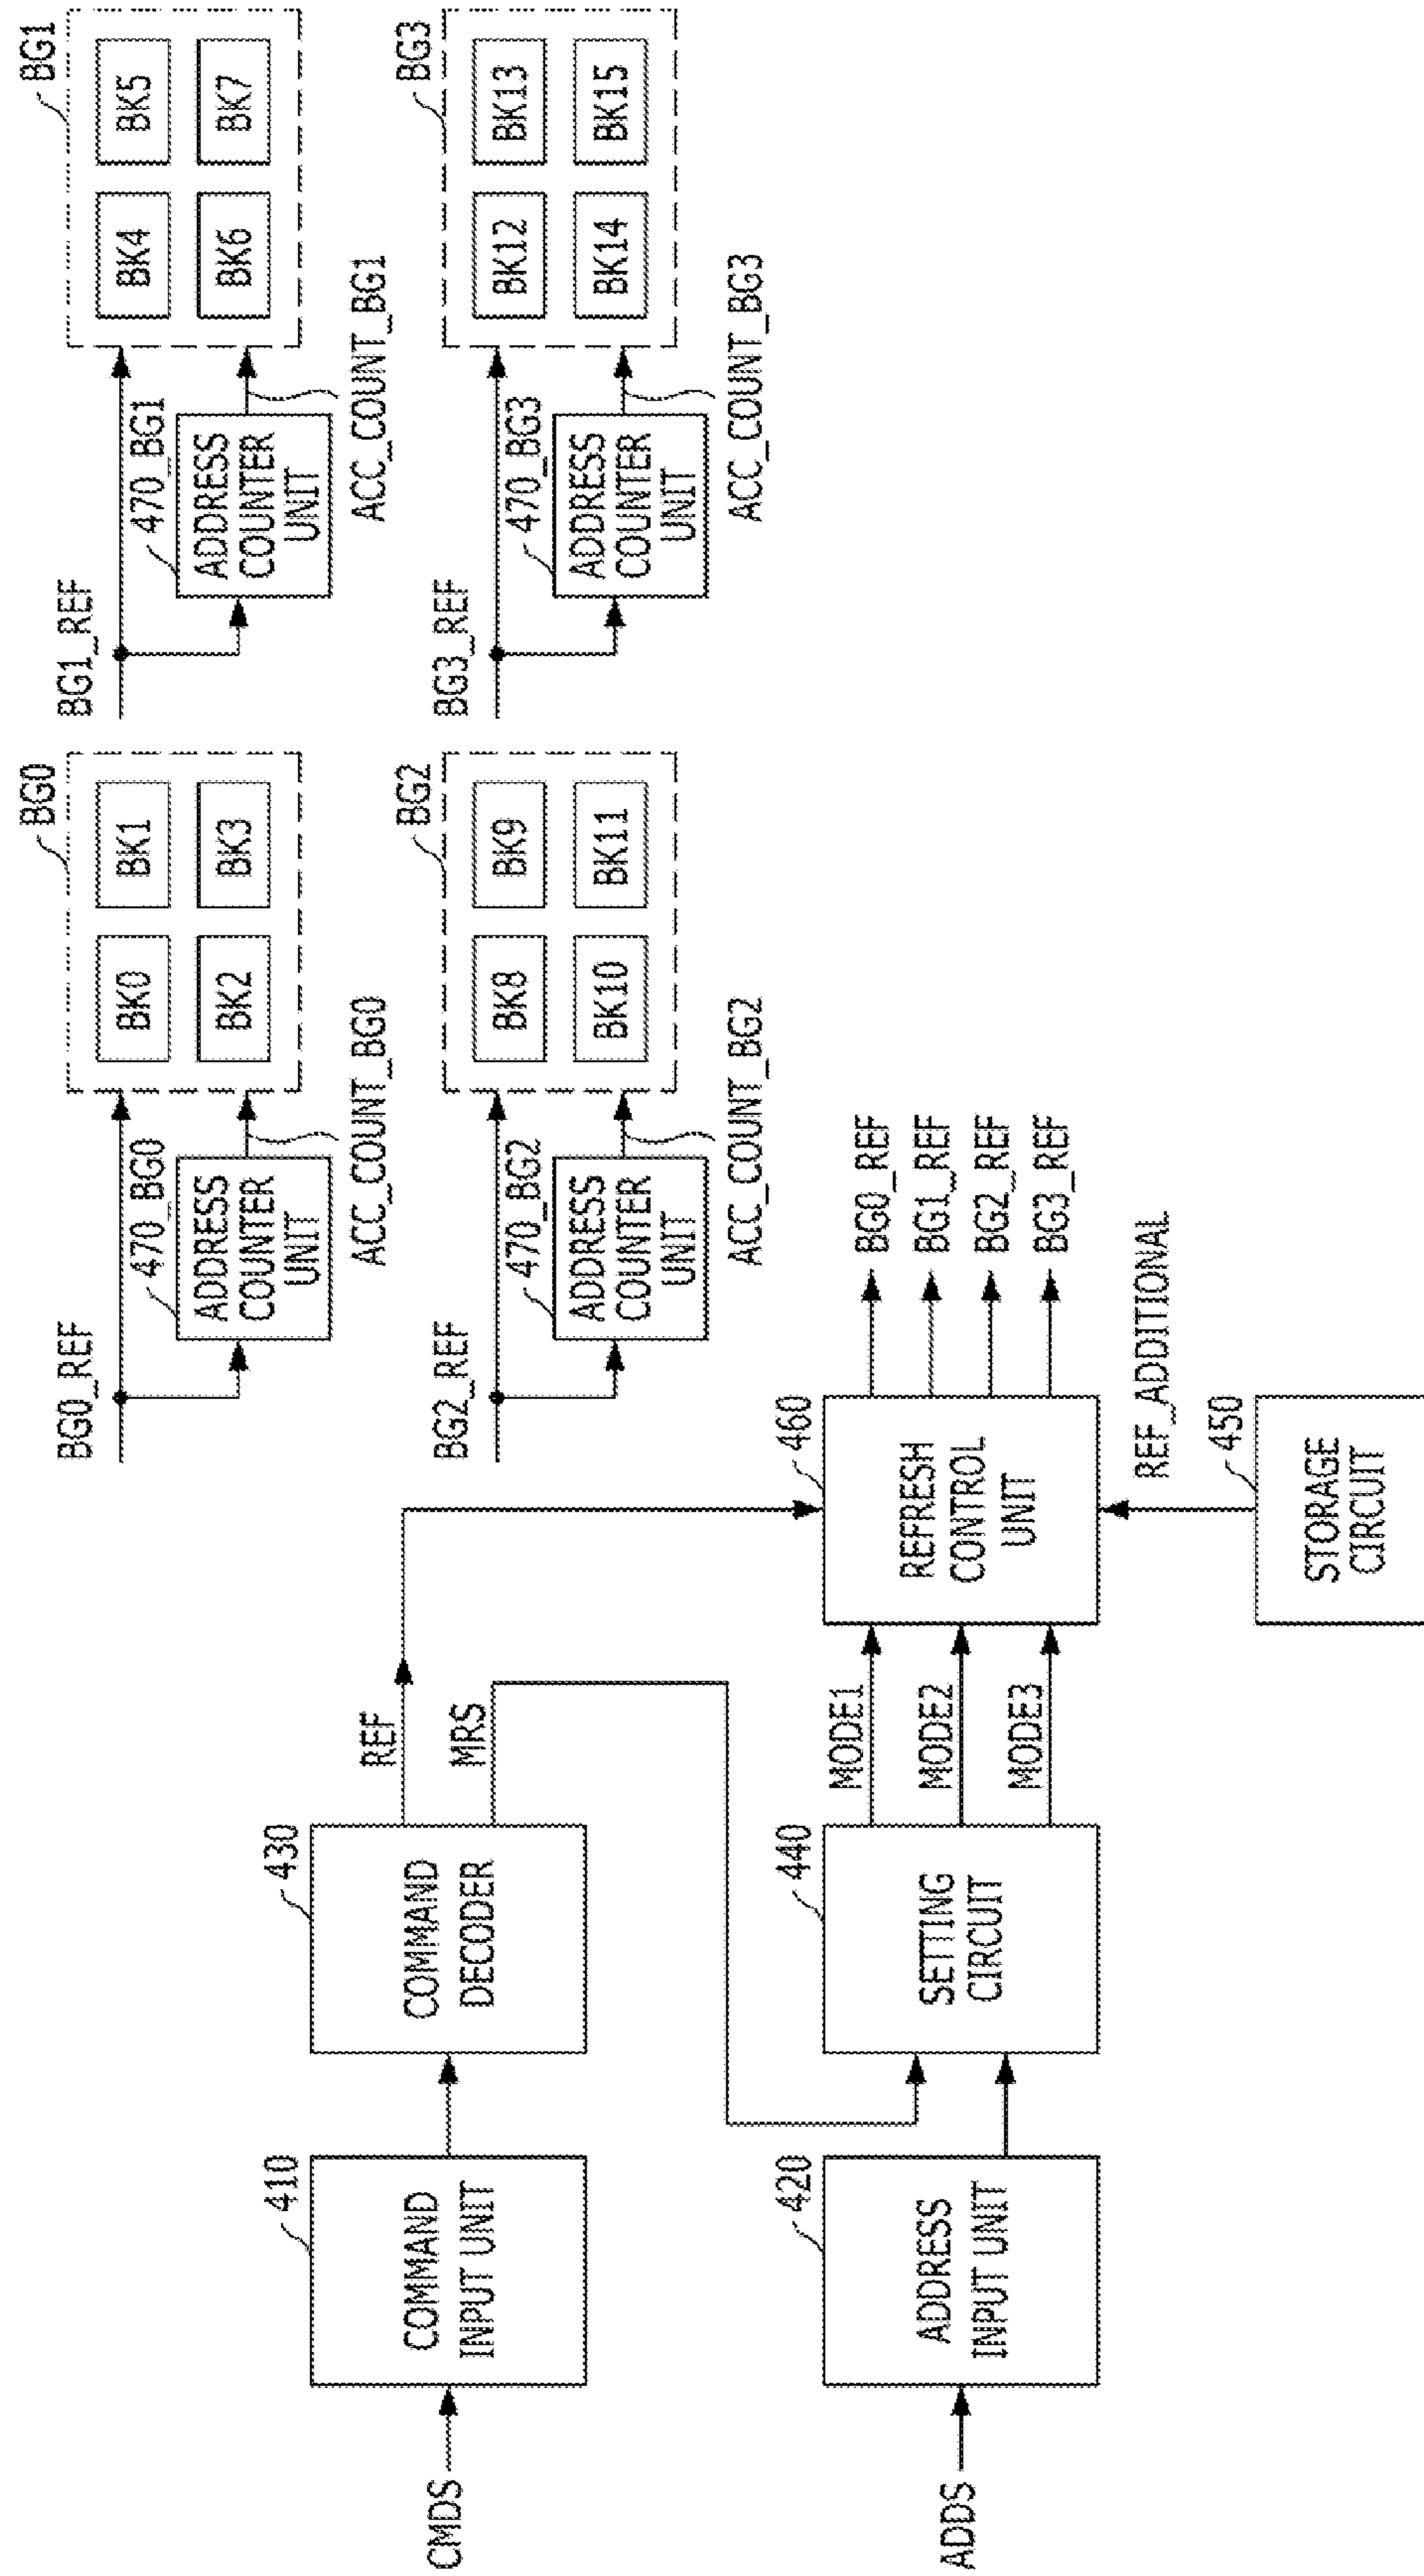 BG0
BG1
BG0_REF
BG1_REF
BK0
BK1
BK4
BK5
470_BG0
470_BG1
ADDRESS
COUNTER
UNIT
ADDRESS
COUNTER
UNIT
BK2
BK3
BK6
BK7
ACC_COUNT_BG0
ACC_COUNT_BG1
BG2
BG3
BG2_REF
BG3_REF
BK8
BK9
BK12
BK13
470_BG2
470_BG3
ADDRESS
COUNTER
UNIT
ADDRESS
COUNTER
UNIT
BK10
BK11
BK14
BK15
ACC_COUNT_BG2
ACC_COUNT_BG3
410
430
REF
CMDS
COMMAND
INPUT UNIT
COMMAND
DECODER
MRS
420
440
460
ADDS
ADDRESS
INPUT UNIT
SETTING
CIRCUIT
MODE1
MODE2
MODE3
REFRESH
CONTROL
UNIT
BG0_REF
BG1_REF
BG2_REF
BG3_REF
REF_ADDITIONAL
450
STORAGE
CIRCUIT